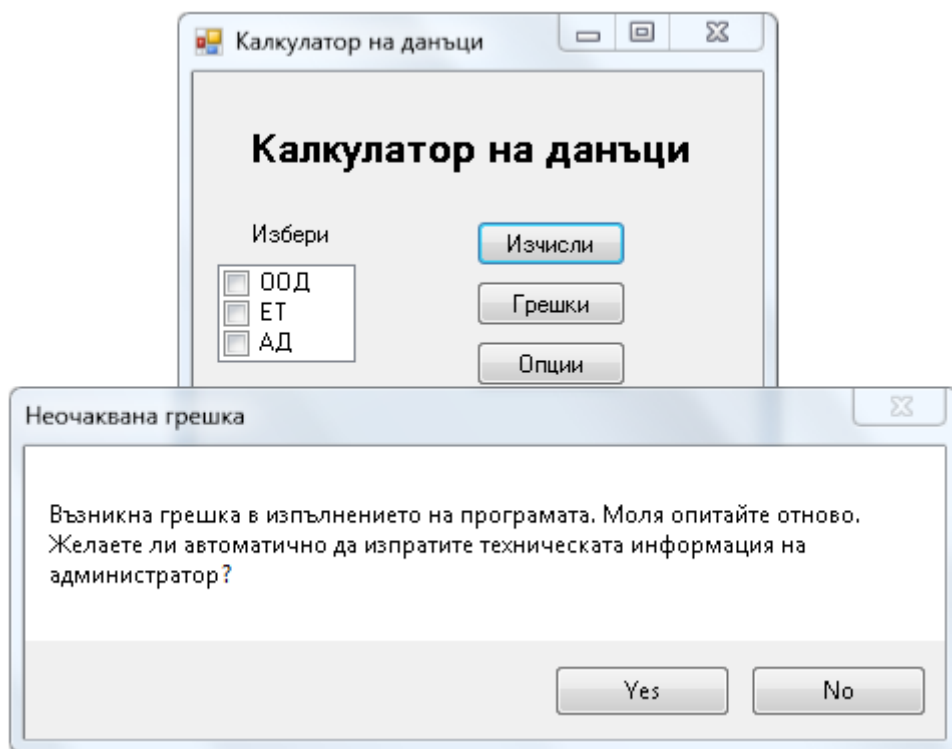 Калкулатор на данъци
Калкулатор на данъци
Избери
Изчисли
ООД
ЕТ
Грешки
АД
Опции
Неочаквана грешка
Възникна грешка в изпълнението на програмата. Моля опитайте отново.
Желаете ли автоматично да изпратите техническата информация на
администратор?
Yes
No